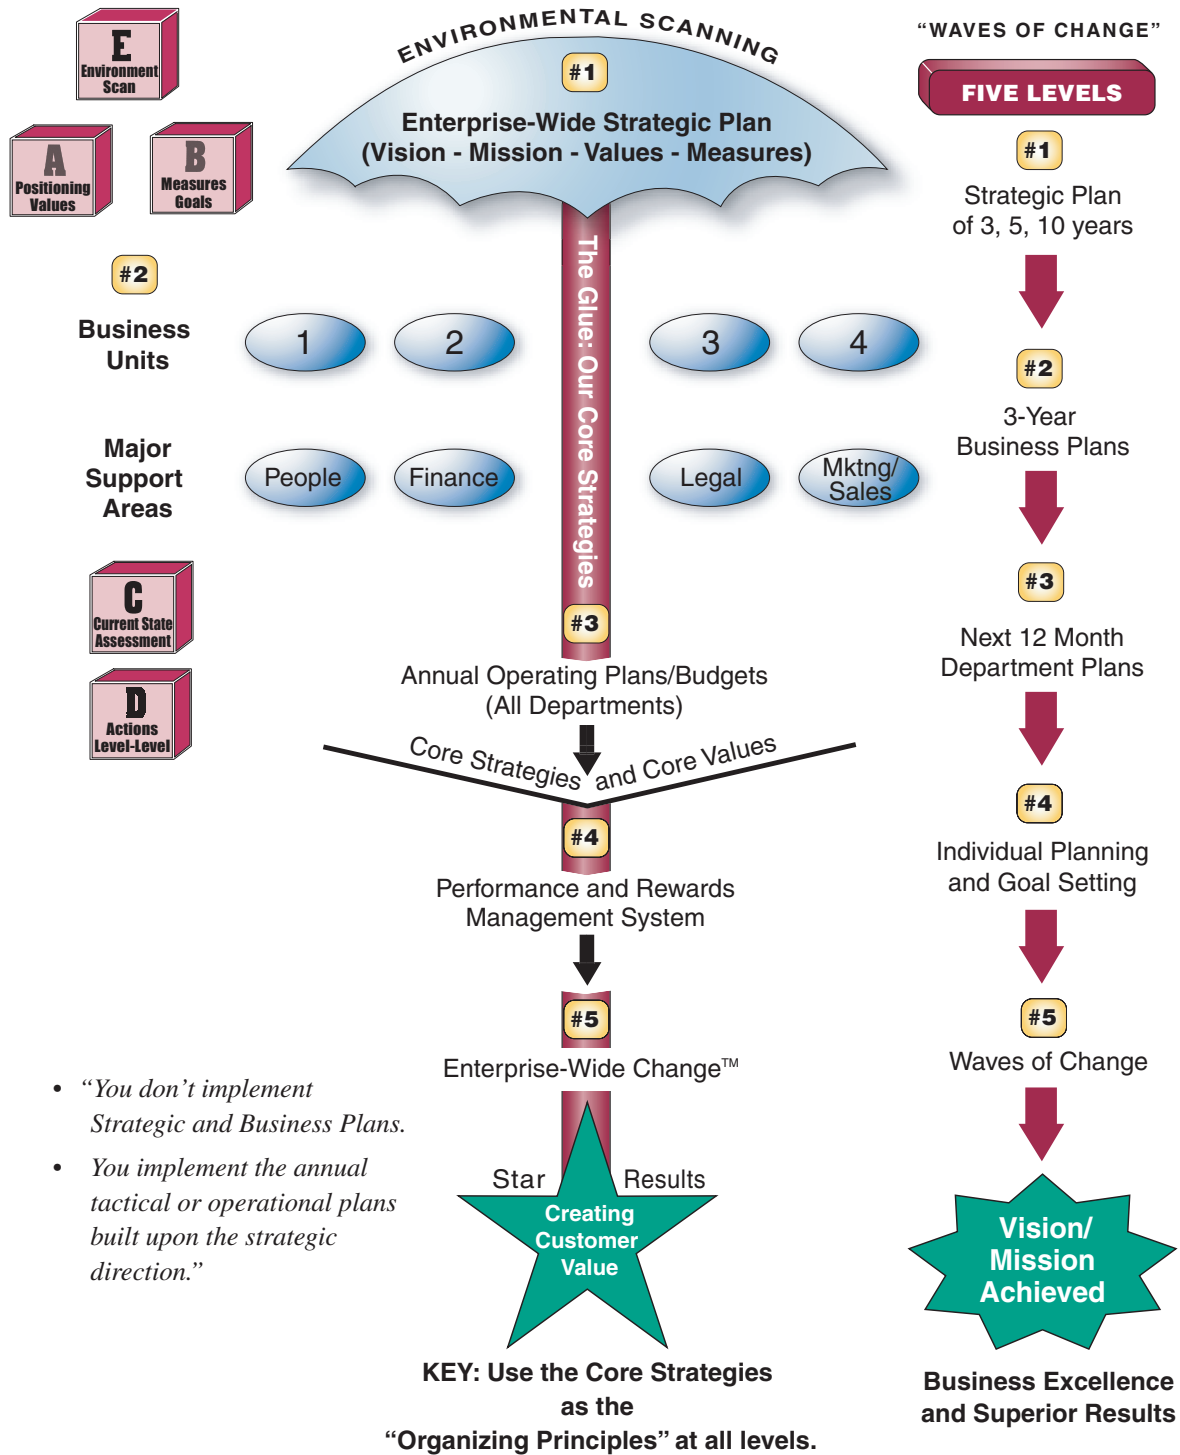 E
Environment
Scan
A
Positioning
Values
B
Measures
Goals
#2
Business
Units
Major
Support
Areas
C
Current State
Assessment
D
Actions
Level-Level
• “You don’t implement
Strategic and Business Plans.
• You implement the annual
tactical or operational plans
built upon the strategic
direction.”
ENVIRONMENTAL SCANNING
#1
Enterprise-Wide Strategic Plan
(Vision - Mission - Values - Measures)
The Glue: Our Core Strategies
1
2
3
4
People
Finance
Legal
Mktng/
Sales
#3
Annual Operating Plans/Budgets
(All Departments)
Core Strategies and Core Values
#4
Performance and Rewards
Management System
#5
Enterprise-Wide Change™
Star Results
Creating
Customer
Value
KEY: Use the Core Strategies
as the
“Organizing Principles” at all levels.
“WAVES OF CHANGE”
FIVE LEVELS
#1
Strategic Plan
of 3, 5, 10 years
#2
3-Year
Business Plans
#3
Next 12 Month
Department Plans
#4
Individual Planning
and Goal Setting
#5
Waves of Change
Vision/
Mission
Achieved
Business Excellence
and Superior Results